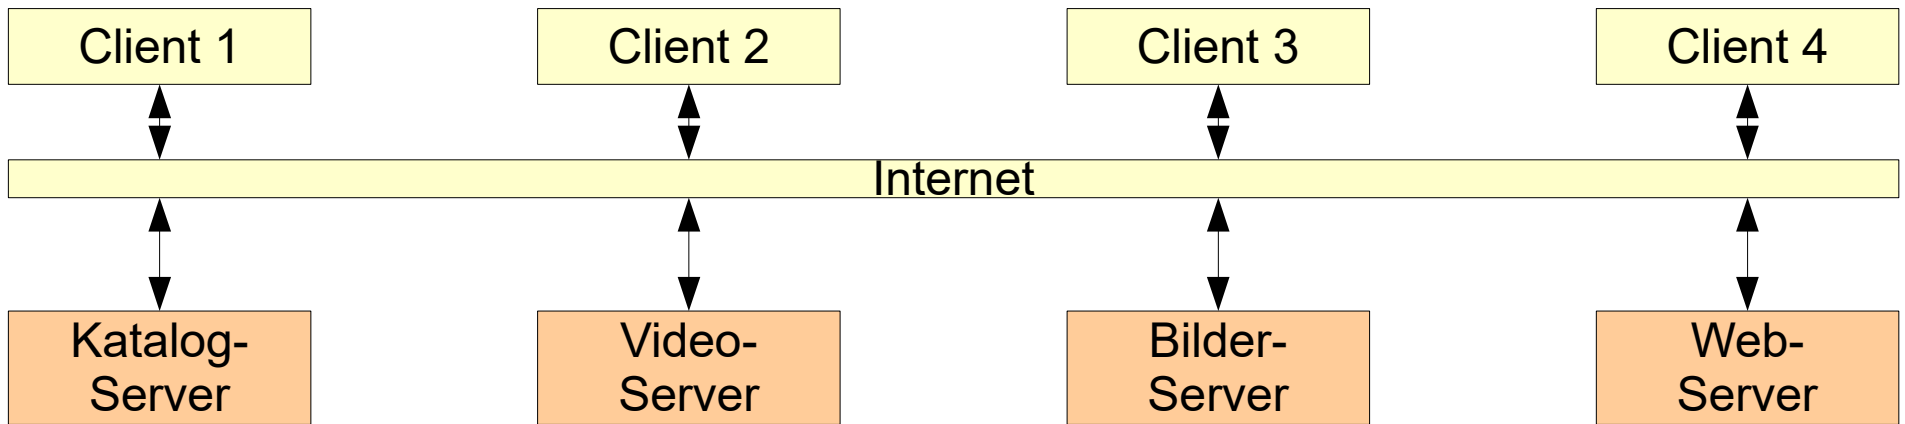 Client 1
Client 2
Client 3
Client 4
Internet
Katalog-
Server
Video-
Server
Bilder-
Server
Web-
Server